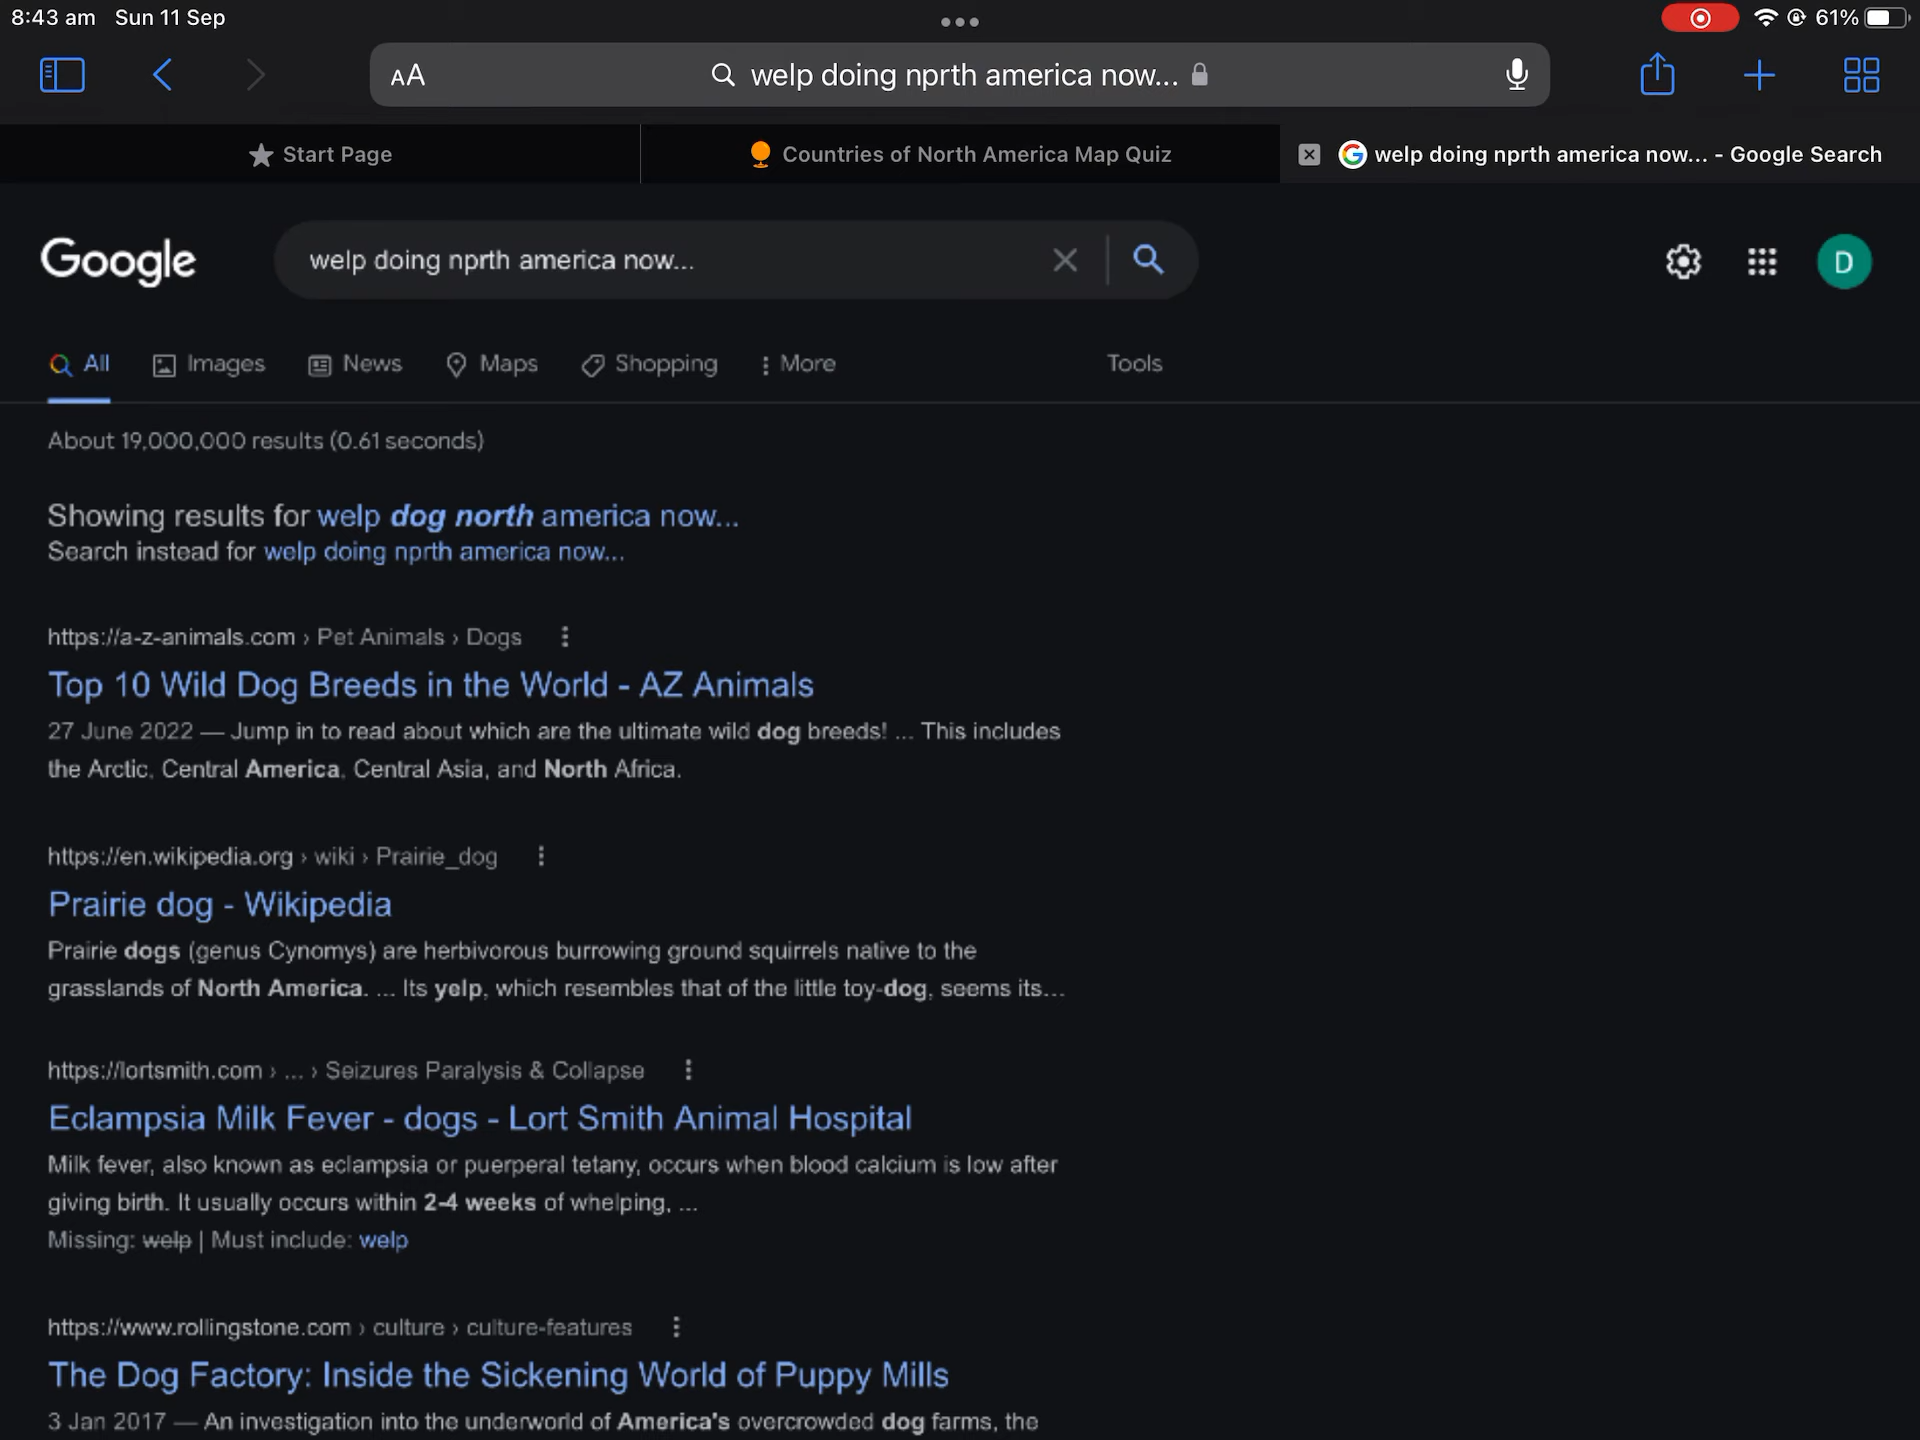 8:43 am Sun 11 Sep
61%
AA welp doing nprth america now...
Start Page
Countries of North America Map Quiz
welp doing nprth america now... - Google Search
Google
welp doing nprth america now...
D
All Images News Maps Shopping More Tools
About 19,000,000 results (0.61 seconds)
Showing results for welp dog north america now...
Search instead for welp doing nprth america now...
https://a-z-animals.com › Pet Animals › Dogs
Top 10 Wild Dog Breeds in the World - AZ Animals
27 June 2022 — Jump in to read about which are the ultimate wild dog breeds! ... This includes
the Arctic, Central America, Central Asia, and North Africa.
https://en.wikipedia.org › wiki › Prairie_dog
Prairie dog - Wikipedia
Prairie dogs (genus Cynomys) are herbivorous burrowing ground squirrels native to the
grasslands of North America. ... Its yelp, which resembles that of the little toy-dog, seems its...
https://lortsmith.com › ... › Seizures Paralysis & Collapse
Eclampsia Milk Fever - dogs - Lort Smith Animal Hospital
Milk fever, also known as eclampsia or puerperal tetany, occurs when blood calcium is low after
giving birth. It usually occurs within 2-4 weeks of whelping, ...
Missing: welp | Must include: welp
https://www.rollingstone.com › culture › culture-features
The Dog Factory: Inside the Sickening World of Puppy Mills
3 Jan 2017 — An investigation into the underworld of America's overcrowded dog farms, the